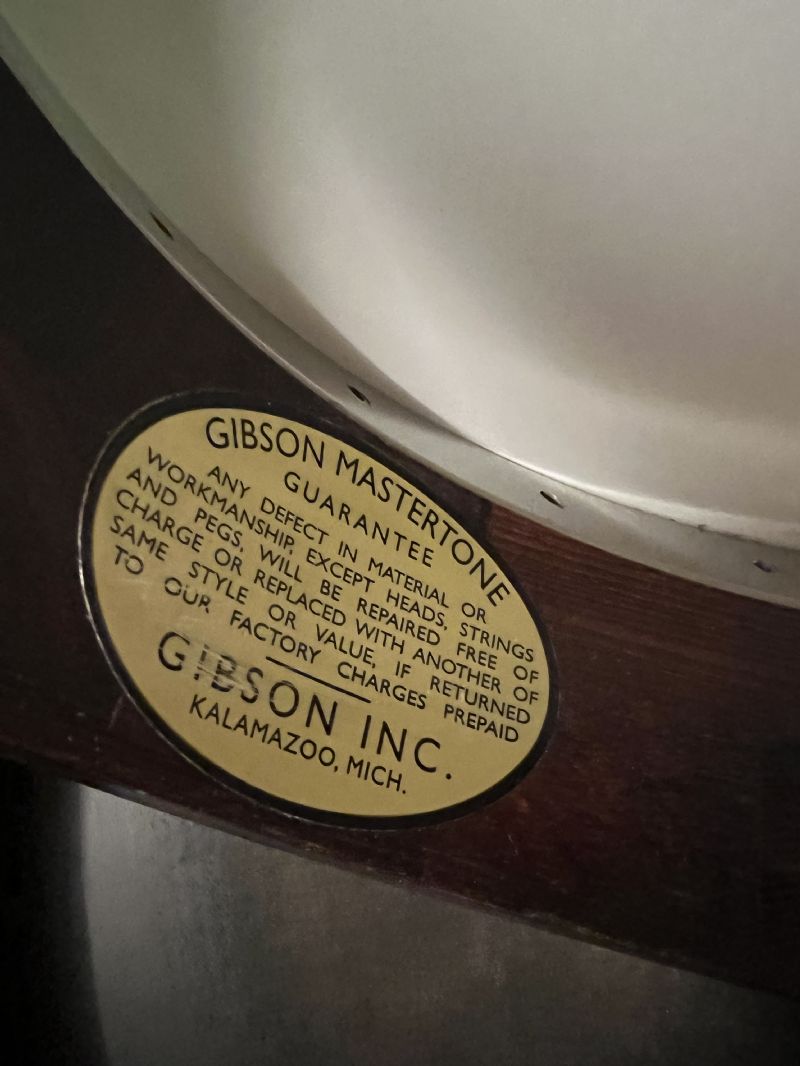 GIBSON MASTERTONE
GUARANTEE
ANY DEFECT IN MATERIAL OR
WORKMANSHIP, EXCEPT HEADS, STRINGS
AND PEGS, WILL BE REPAIRED FREE OF
CHARGE OR REPLACED WITH ANOTHER OF
SAME STYLE OR VALUE, IF RETURNED
TO OUR FACTORY CHARGES PREPAID
GIBSON INC.
KALAMAZOO, MICH.